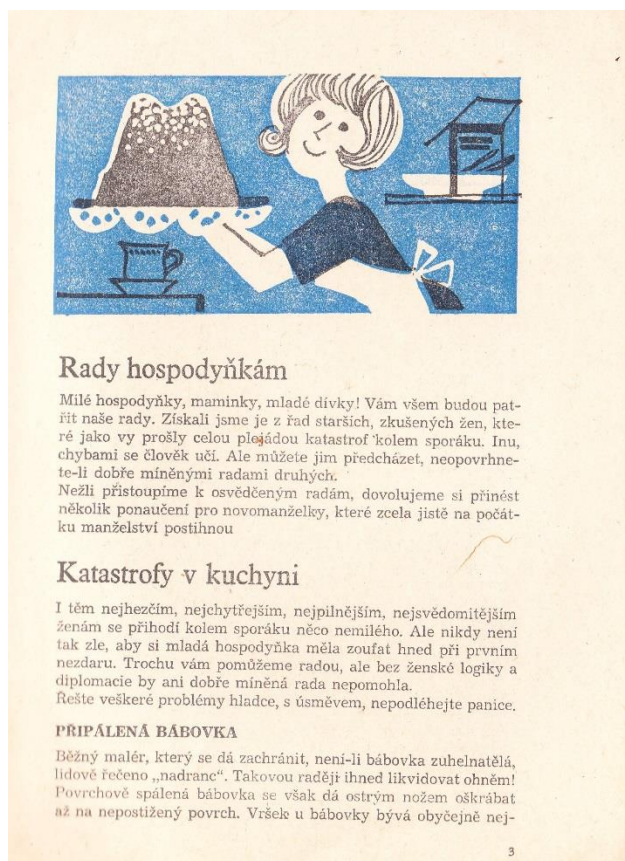 Rady hospodyňkám
Milé hospodyňky, maminky, mladé dívky! Vám všem budou pat-
řit naše rady. Získali jsme je z řad starších, zkušených žen, kte-
ré jako vy prošly celou plejádou katastrof kolem sporáku. Inu,
chybami se člověk učí. Ale můžete jim předcházet, neopovrhne-
te-li dobře míněnými radami druhých.
Nežli přistoupíme k osvědčeným radám, dovolujeme si přinést
několik ponaučení pro novomanželky, které zcela jistě na počát-
ku manželství postihnou
Katastrofy v kuchyni
I těm nejhezčím, nejchytřejším, nejpilnějším, nejsvědomitějším
ženám se přihodí kolem sporáku něco nemilého. Ale nikdy není
tak zle, aby si mladá hospodyňka měla zoufat hned při prvním
nezdaru. Trochu vám pomůžeme radou, ale bez ženské logiky a
diplomacie by ani dobře míněná rada nepomohla.
Řešte veškeré problémy hladce, s úsměvem, nepodléhejte panice.
PŘIPÁLENÁ BÁBOVKA
Běžný malér, který se dá zachránit, není-li bábovka zuhelnatělá,
lidově řečeno „nadranc“. Takovou raději ihned likvidovat ohněm!
Povrchově spálená bábovka se však dá ostrým nožem oškrábat
až na nepostižený povrch. Vršek u bábovky bývá obyčejně nej-
3